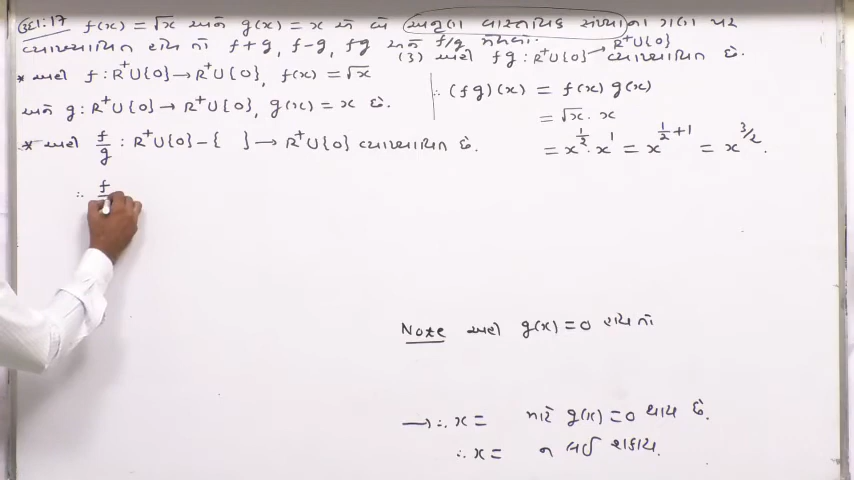 ઉદા:17 f(x) = √x અને g(x) = x એ બે અનૃણ વાસ્તવિક સંખ્યાના ગણ પર
વ્યાખ્યાયિત હોય તો f+g, f-g, fg અને f/g મેળવો.
* અહીં f : R⁺U{0} → R⁺U{0}, f(x) = √x
અને g : R⁺U{0} → R⁺U{0}, g(x) = x છે.
* અહીં f/g : R⁺U{0} - {   } → R⁺U{0} વ્યાખ્યાયિત છે.
∴ f
(3) અહીં fg : R⁺U{0} → R⁺U{0} વ્યાખ્યાયિત છે.
∴ (fg)(x) = f(x) g(x)
= √x · x
= x^{1/2} · x^1 = x^{1/2+1} = x^{3/2}.
Note અહીં g(x) = 0 થાય તો
→ ∴ x =     માટે g(x) = 0 થાય છે.
∴ x =     ન લઈ શકાય.